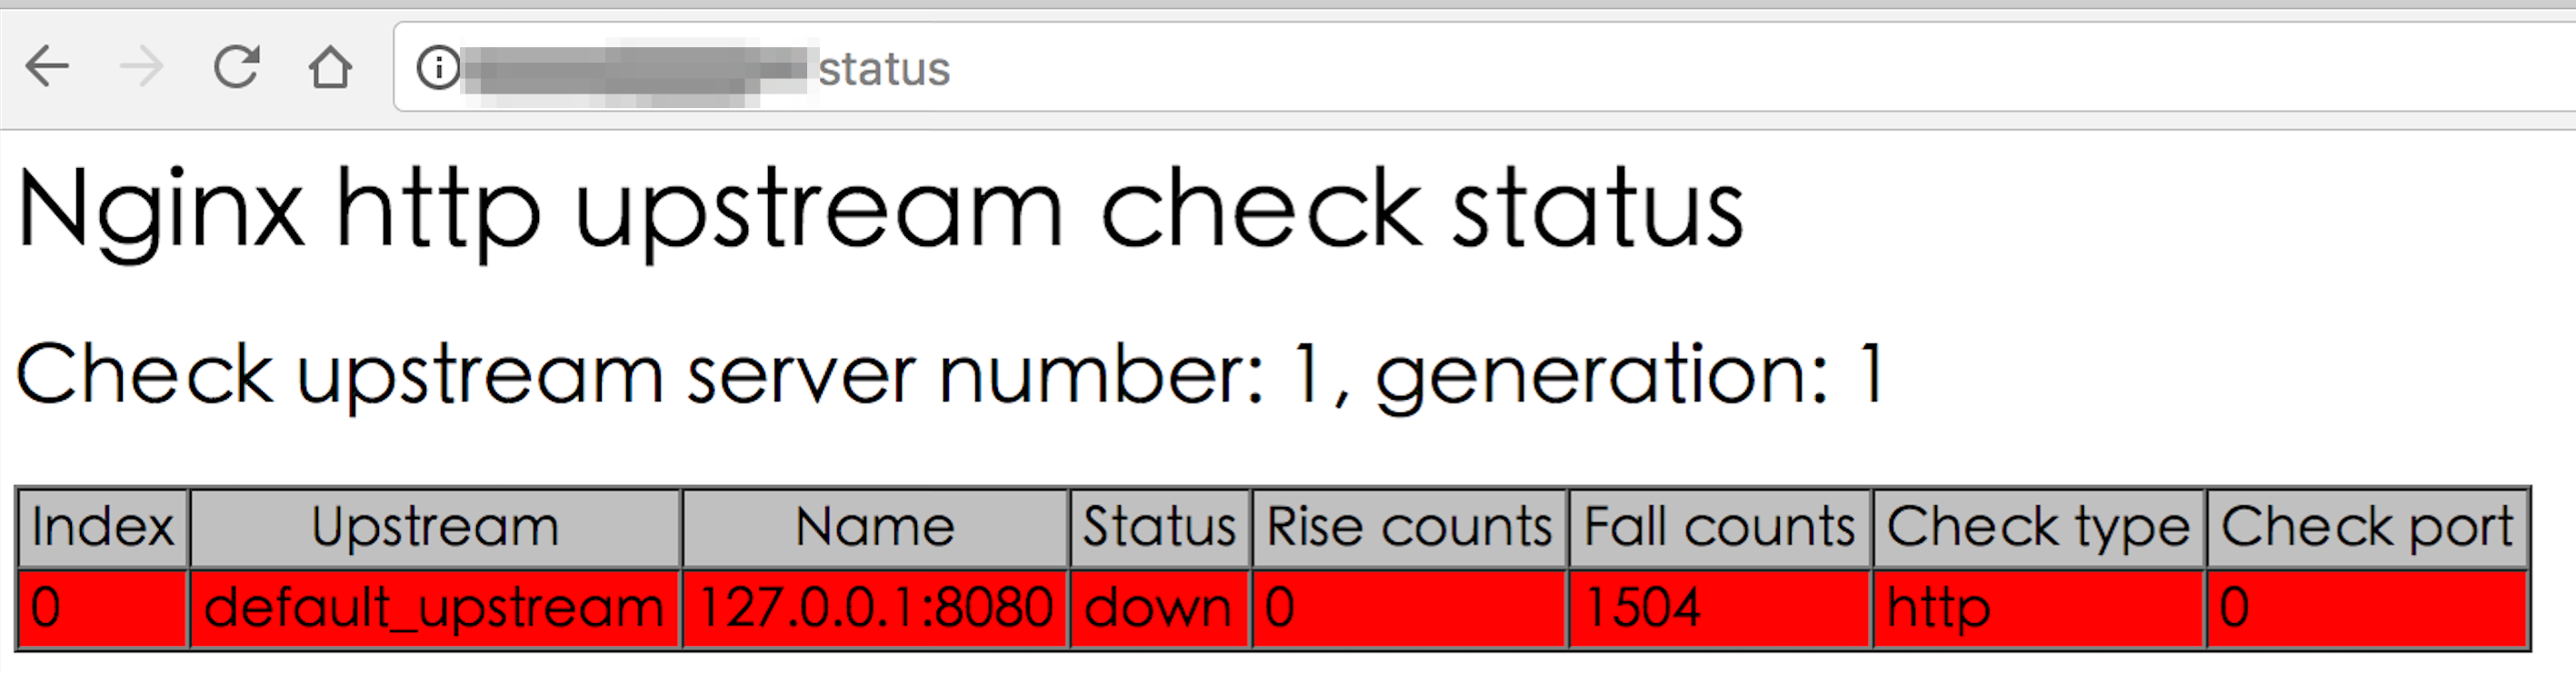 status
Nginx http upstream check status
Check upstream server number: 1, generation: 1
Index Upstream Name Status Rise counts Fall counts Check type Check port
0 default_upstream 127.0.0.1:8080 down 0 1504 http 0